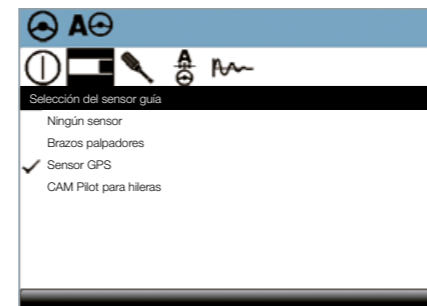 A
A
Selección del sensor guía
Ningún sensor
Brazos palpadores
Sensor GPS
CAM Pilot para hileras